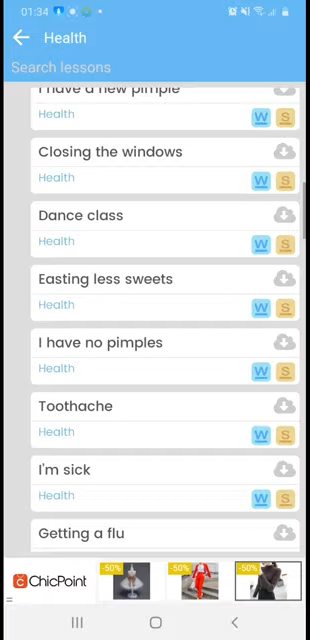 01:34
Health
Search lessons
I have a new pimple
Health
W S
Closing the windows
Health
W S
Dance class
Health
W S
Easting less sweets
Health
W S
I have no pimples
Health
W S
Toothache
Health
W S
I'm sick
Health
W S
Getting a flu
ChicPoint
-50%
-50%
-50%